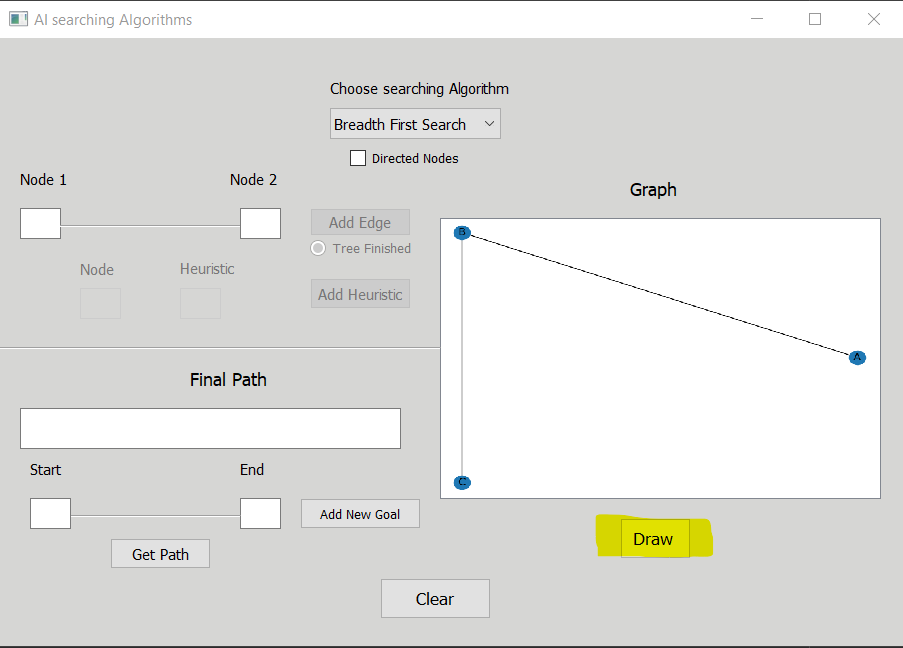 AI searching Algorithms
Choose searching Algorithm
Breadth First Search
Directed Nodes
Node 1
Node 2
Graph
Add Edge
Tree Finished
Node
Heuristic
Add Heuristic
B
A
C
Final Path
Start
End
Add New Goal
Get Path
Draw
Clear